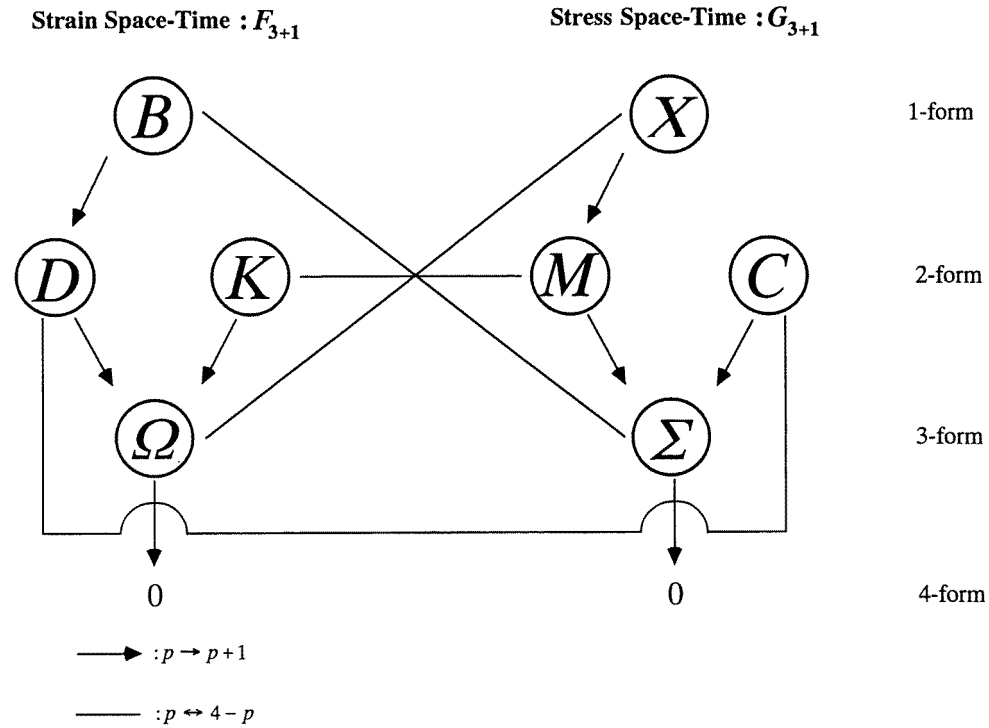 Strain Space-Time : F3+1 Stress Space-Time : G3+1
B X 1-form
D K M C 2-form
Ω Σ 3-form
0 0 4-form
: p → p+1
: p ↔ 4 − p